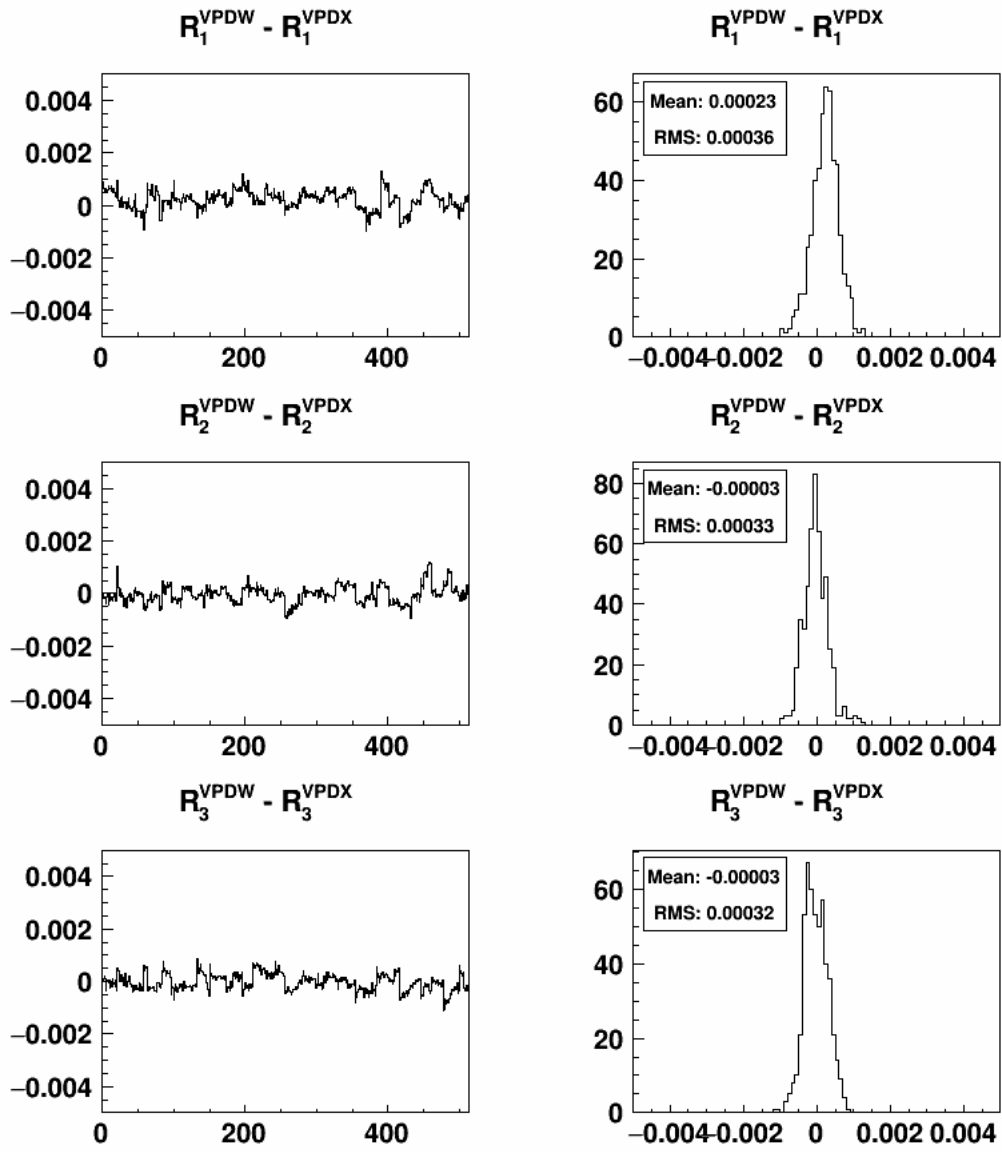 R₁ᵛᴾᴰᵂ - R₁ᵛᴾᴰˣ
0.004
0.002
0
−0.002
−0.004
0 200 400
R₁ᵛᴾᴰᵂ - R₁ᵛᴾᴰˣ
Mean: 0.00023
RMS: 0.00036
60
40
20
0
−0.004 −0.002 0 0.002 0.004
R₂ᵛᴾᴰᵂ - R₂ᵛᴾᴰˣ
0.004
0.002
0
−0.002
−0.004
0 200 400
R₂ᵛᴾᴰᵂ - R₂ᵛᴾᴰˣ
Mean: -0.00003
RMS: 0.00033
80
60
40
20
0
−0.004 −0.002 0 0.002 0.004
R₃ᵛᴾᴰᵂ - R₃ᵛᴾᴰˣ
0.004
0.002
0
−0.002
−0.004
0 200 400
R₃ᵛᴾᴰᵂ - R₃ᵛᴾᴰˣ
Mean: -0.00003
RMS: 0.00032
60
40
20
0
−0.004 −0.002 0 0.002 0.004